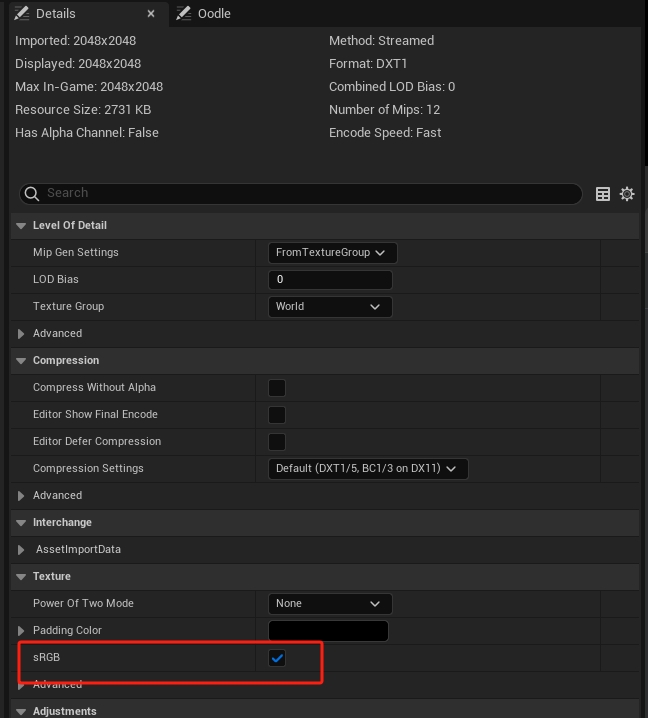 Details × Oodle
Imported: 2048x2048 Method: Streamed
Displayed: 2048x2048 Format: DXT1
Max In-Game: 2048x2048 Combined LOD Bias: 0
Resource Size: 2731 KB Number of Mips: 12
Has Alpha Channel: False Encode Speed: Fast
Search
Level Of Detail
Mip Gen Settings FromTextureGroup
LOD Bias 0
Texture Group World
Advanced
Compression
Compress Without Alpha
Editor Show Final Encode
Editor Defer Compression
Compression Settings Default (DXT1/5, BC1/3 on DX11)
Advanced
Interchange
AssetImportData
Texture
Power Of Two Mode None
Padding Color
sRGB
Advanced
Adjustments